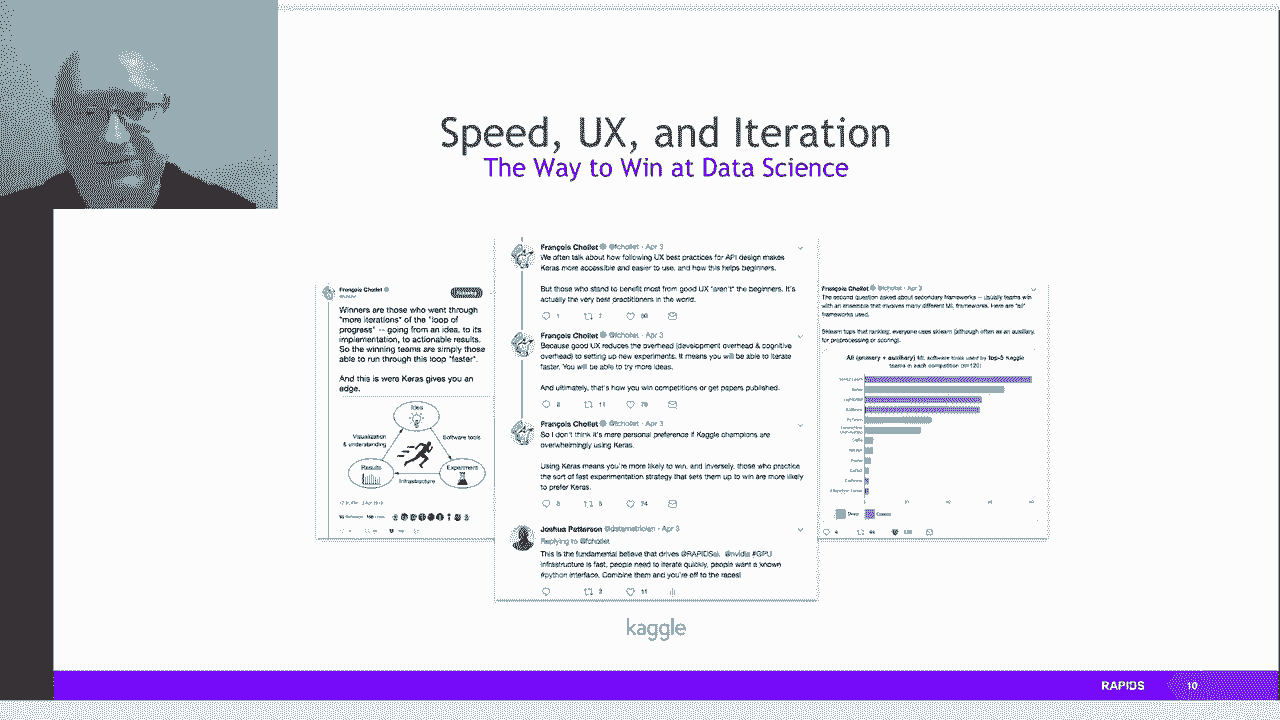 Speed, UX, and Iteration
The Way to Win at Data Science
François Chollet
Winners are those who went through
"more iterations" of the "loop of
progress" -- going from an idea, to its
implementation, to actionable results.
So the winning teams are simply those
able to run through this loop "faster".
And this is were Keras gives you an
edge.
Idea
Visualization
& understanding
Software tools
Results
Experiment
Infrastructure
François Chollet @fchollet · Apr 3
We often talk about how following UX best practices for API design makes
Keras more accessible and easier to use, and how this helps beginners.
But those who stand to benefit most from good UX *aren't* the beginners. It's
actually the very best practitioners in the world.
1
François Chollet @fchollet · Apr 3
Because good UX reduces the overhead (development overhead & cognitive
overhead) to setting up new experiments. It means you will be able to iterate
faster. You will be able to try more ideas.
And ultimately, that's how you win competitions or get papers published.
11
François Chollet @fchollet · Apr 3
So I don't think it's mere personal preference if Kaggle champions are
overwhelmingly using Keras.
Using Keras means you're more likely to win, and inversely, those who practice
the sort of fast experimentation strategy that sets them up to win are more likely
to prefer Keras.
74
Joshua Patterson @datametrician · Apr 3
Replying to @fchollet
This is the fundamental believe that drives @RAPIDSai. @nvidia #GPU
infrastructure is fast, people need to iterate quickly, people want a known
#python interface. Combine them and you're off to the races!
2 11
François Chollet @fchollet · Apr 3
The second question asked about secondary frameworks -- usually teams win
with an ensemble that involves many different ML frameworks. Here are *all*
frameworks used.
Sklearn tops that ranking: everyone uses sklearn (although often as an auxiliary,
for preprocessing or scoring).
All (primary + auxiliary) ML software tools used by top-5 Kaggle
teams in each competition (n=120)
Deep
Classic
kaggle
RAPIDS
10